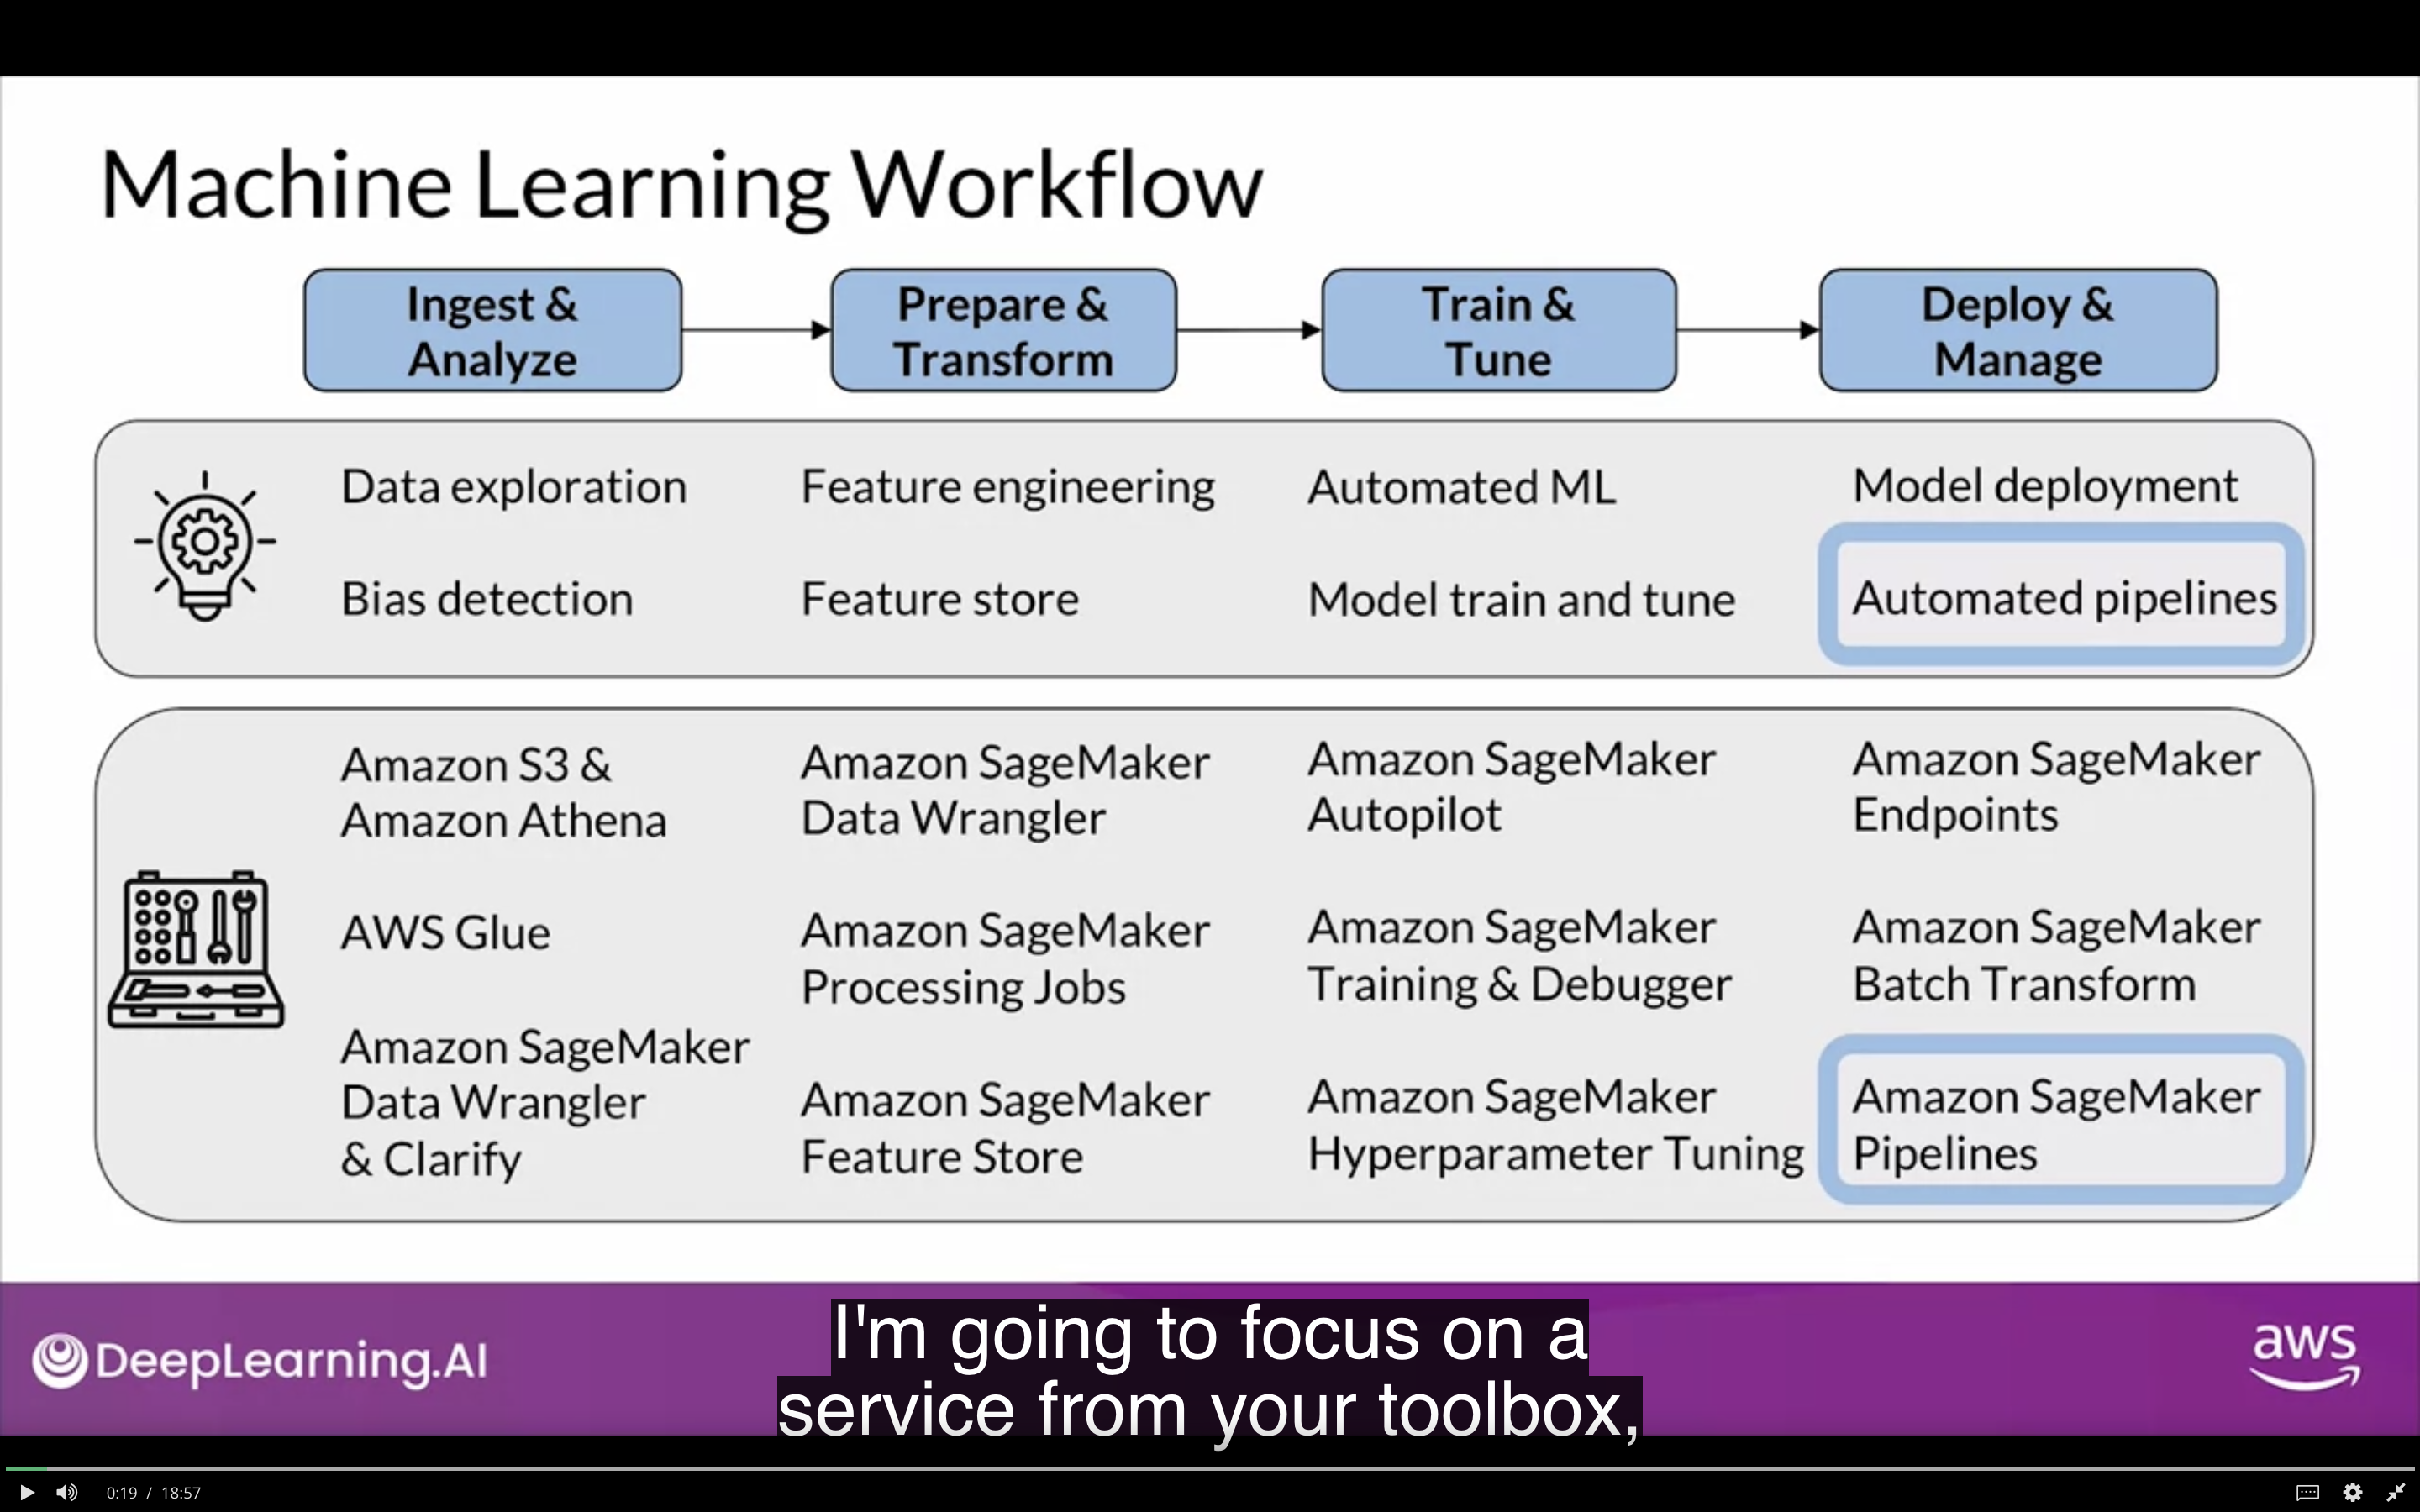 Machine Learning Workflow
Ingest &
Analyze
Prepare &
Transform
Train &
Tune
Deploy &
Manage
Data exploration
Feature engineering
Automated ML
Model deployment
Bias detection
Feature store
Model train and tune
Automated pipelines
Amazon S3 &
Amazon Athena
AWS Glue
Amazon SageMaker
Data Wrangler
& Clarify
Amazon SageMaker
Data Wrangler
Amazon SageMaker
Processing Jobs
Amazon SageMaker
Feature Store
Amazon SageMaker
Autopilot
Amazon SageMaker
Training & Debugger
Amazon SageMaker
Hyperparameter Tuning
Amazon SageMaker
Endpoints
Amazon SageMaker
Batch Transform
Amazon SageMaker
Pipelines
DeepLearning.AI
I'm going to focus on a
service from your toolbox,
aws
0:19 / 18:57